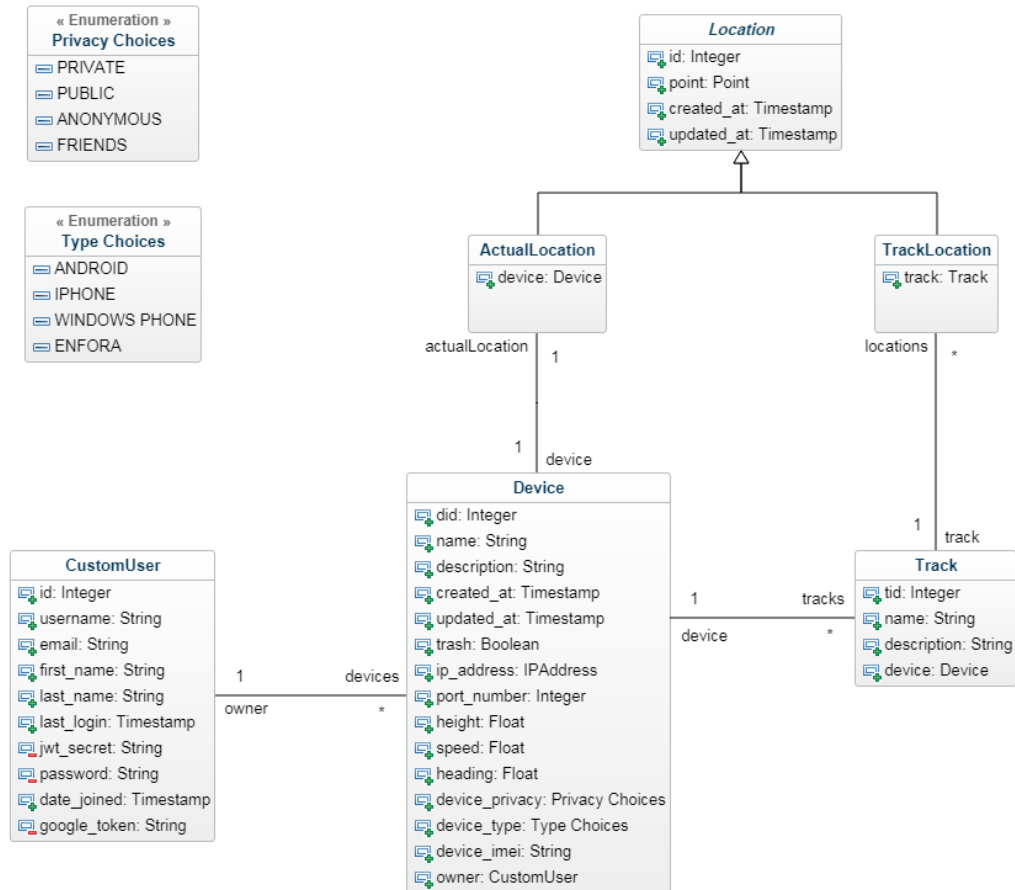 « Enumeration »
Privacy Choices
PRIVATE
PUBLIC
ANONYMOUS
FRIENDS
Location
id: Integer
point: Point
created_at: Timestamp
updated_at: Timestamp
« Enumeration »
Type Choices
ANDROID
IPHONE
WINDOWS PHONE
ENFORA
ActualLocation
device: Device
TrackLocation
track: Track
actualLocation
1
locations
*
1
device
1
track
Device
did: Integer
name: String
description: String
created_at: Timestamp
updated_at: Timestamp
trash: Boolean
ip_address: IPAddress
port_number: Integer
height: Float
speed: Float
heading: Float
device_privacy: Privacy Choices
device_type: Type Choices
device_imei: String
owner: CustomUser
CustomUser
id: Integer
username: String
email: String
first_name: String
last_name: String
last_login: Timestamp
jwt_secret: String
password: String
date_joined: Timestamp
google_token: String
1
devices
owner
*
1
tracks
device
*
Track
tid: Integer
name: String
description: String
device: Device